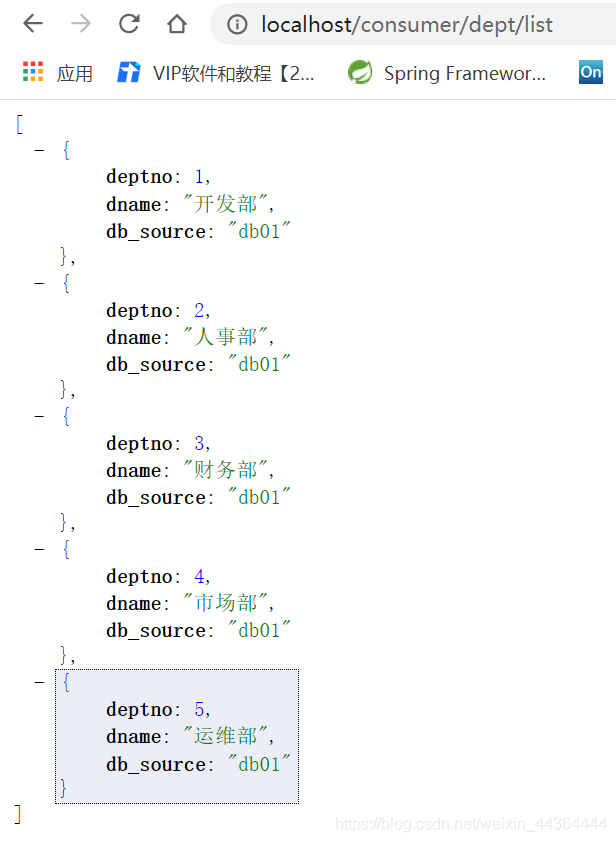 localhost/consumer/dept/list
应用 VIP软件和教程【2... Spring Framewor... On
[
- {
deptno: 1,
dname: "开发部",
db_source: "db01"
},
- {
deptno: 2,
dname: "人事部",
db_source: "db01"
},
- {
deptno: 3,
dname: "财务部",
db_source: "db01"
},
- {
deptno: 4,
dname: "市场部",
db_source: "db01"
},
- {
deptno: 5,
dname: "运维部",
db_source: "db01"
}
]
https://blog.csdn.net/weixin_44364444